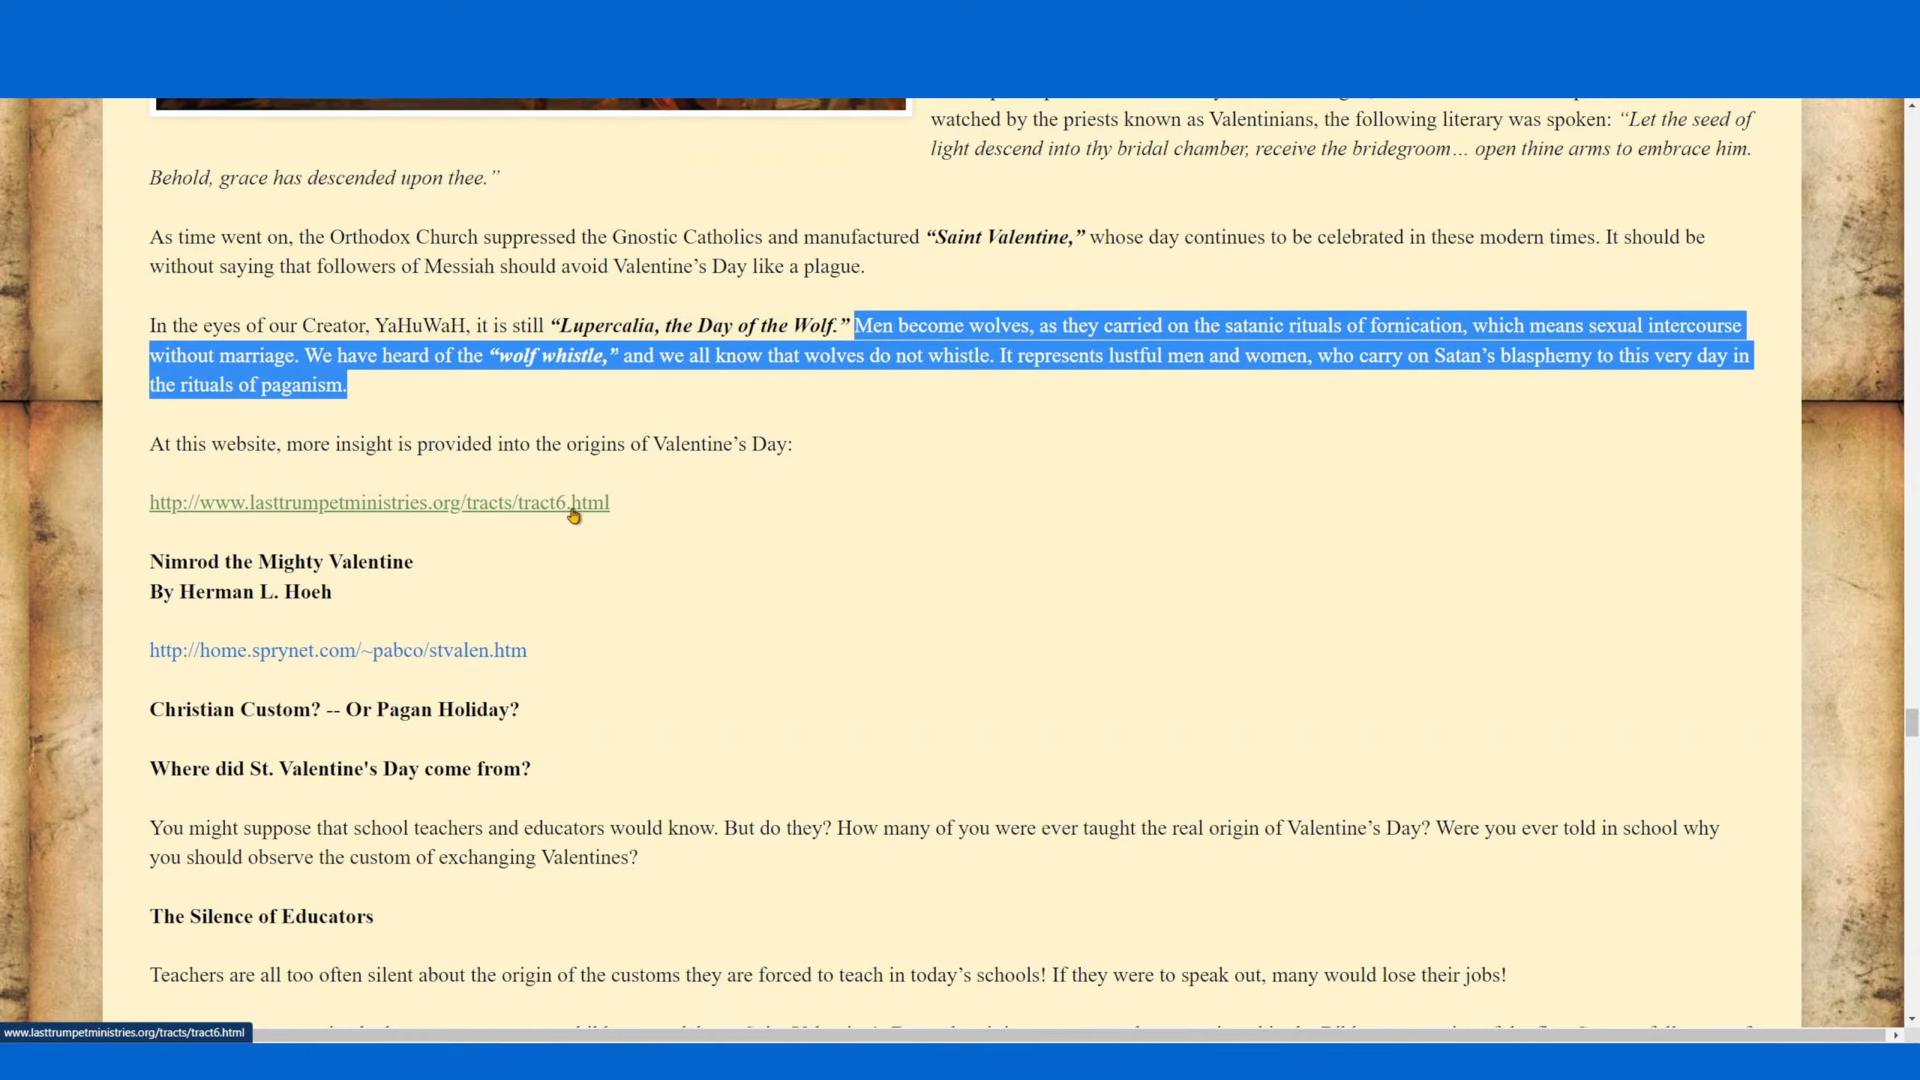 watched by the priests known as Valentinians, the following literary was spoken: “Let the seed of
light descend into thy bridal chamber, receive the bridegroom… open thine arms to embrace him.
Behold, grace has descended upon thee.”
As time went on, the Orthodox Church suppressed the Gnostic Catholics and manufactured “Saint Valentine,” whose day continues to be celebrated in these modern times. It should be
without saying that followers of Messiah should avoid Valentine’s Day like a plague.
In the eyes of our Creator, YaHuWaH, it is still “Lupercalia, the Day of the Wolf.” Men become wolves, as they carried on the satanic rituals of fornication, which means sexual intercourse
without marriage. We have heard of the “wolf whistle,” and we all know that wolves do not whistle. It represents lustful men and women, who carry on Satan’s blasphemy to this very day in
the rituals of paganism.
At this website, more insight is provided into the origins of Valentine’s Day:
http://www.lasttrumpetministries.org/tracts/tract6.html
Nimrod the Mighty Valentine
By Herman L. Hoeh
http://home.sprynet.com/~pabco/stvalen.htm
Christian Custom? -- Or Pagan Holiday?
Where did St. Valentine's Day come from?
You might suppose that school teachers and educators would know. But do they? How many of you were ever taught the real origin of Valentine’s Day? Were you ever told in school why
you should observe the custom of exchanging Valentines?
The Silence of Educators
Teachers are all too often silent about the origin of the customs they are forced to teach in today’s schools! If they were to speak out, many would lose their jobs!
www.lasttrumpetministries.org/tracts/tract6.html